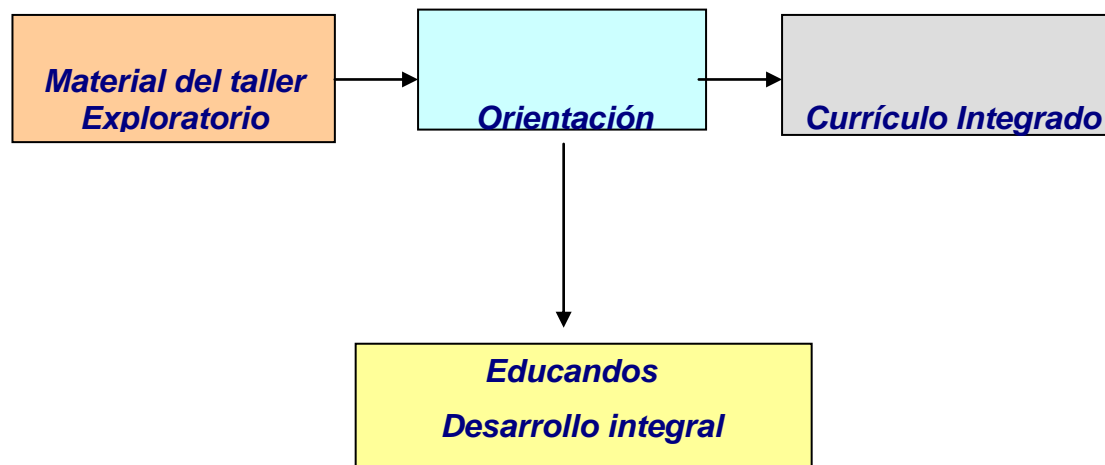 Material del taller
Exploratorio
Orientación
Currículo Integrado
Educandos
Desarrollo integral